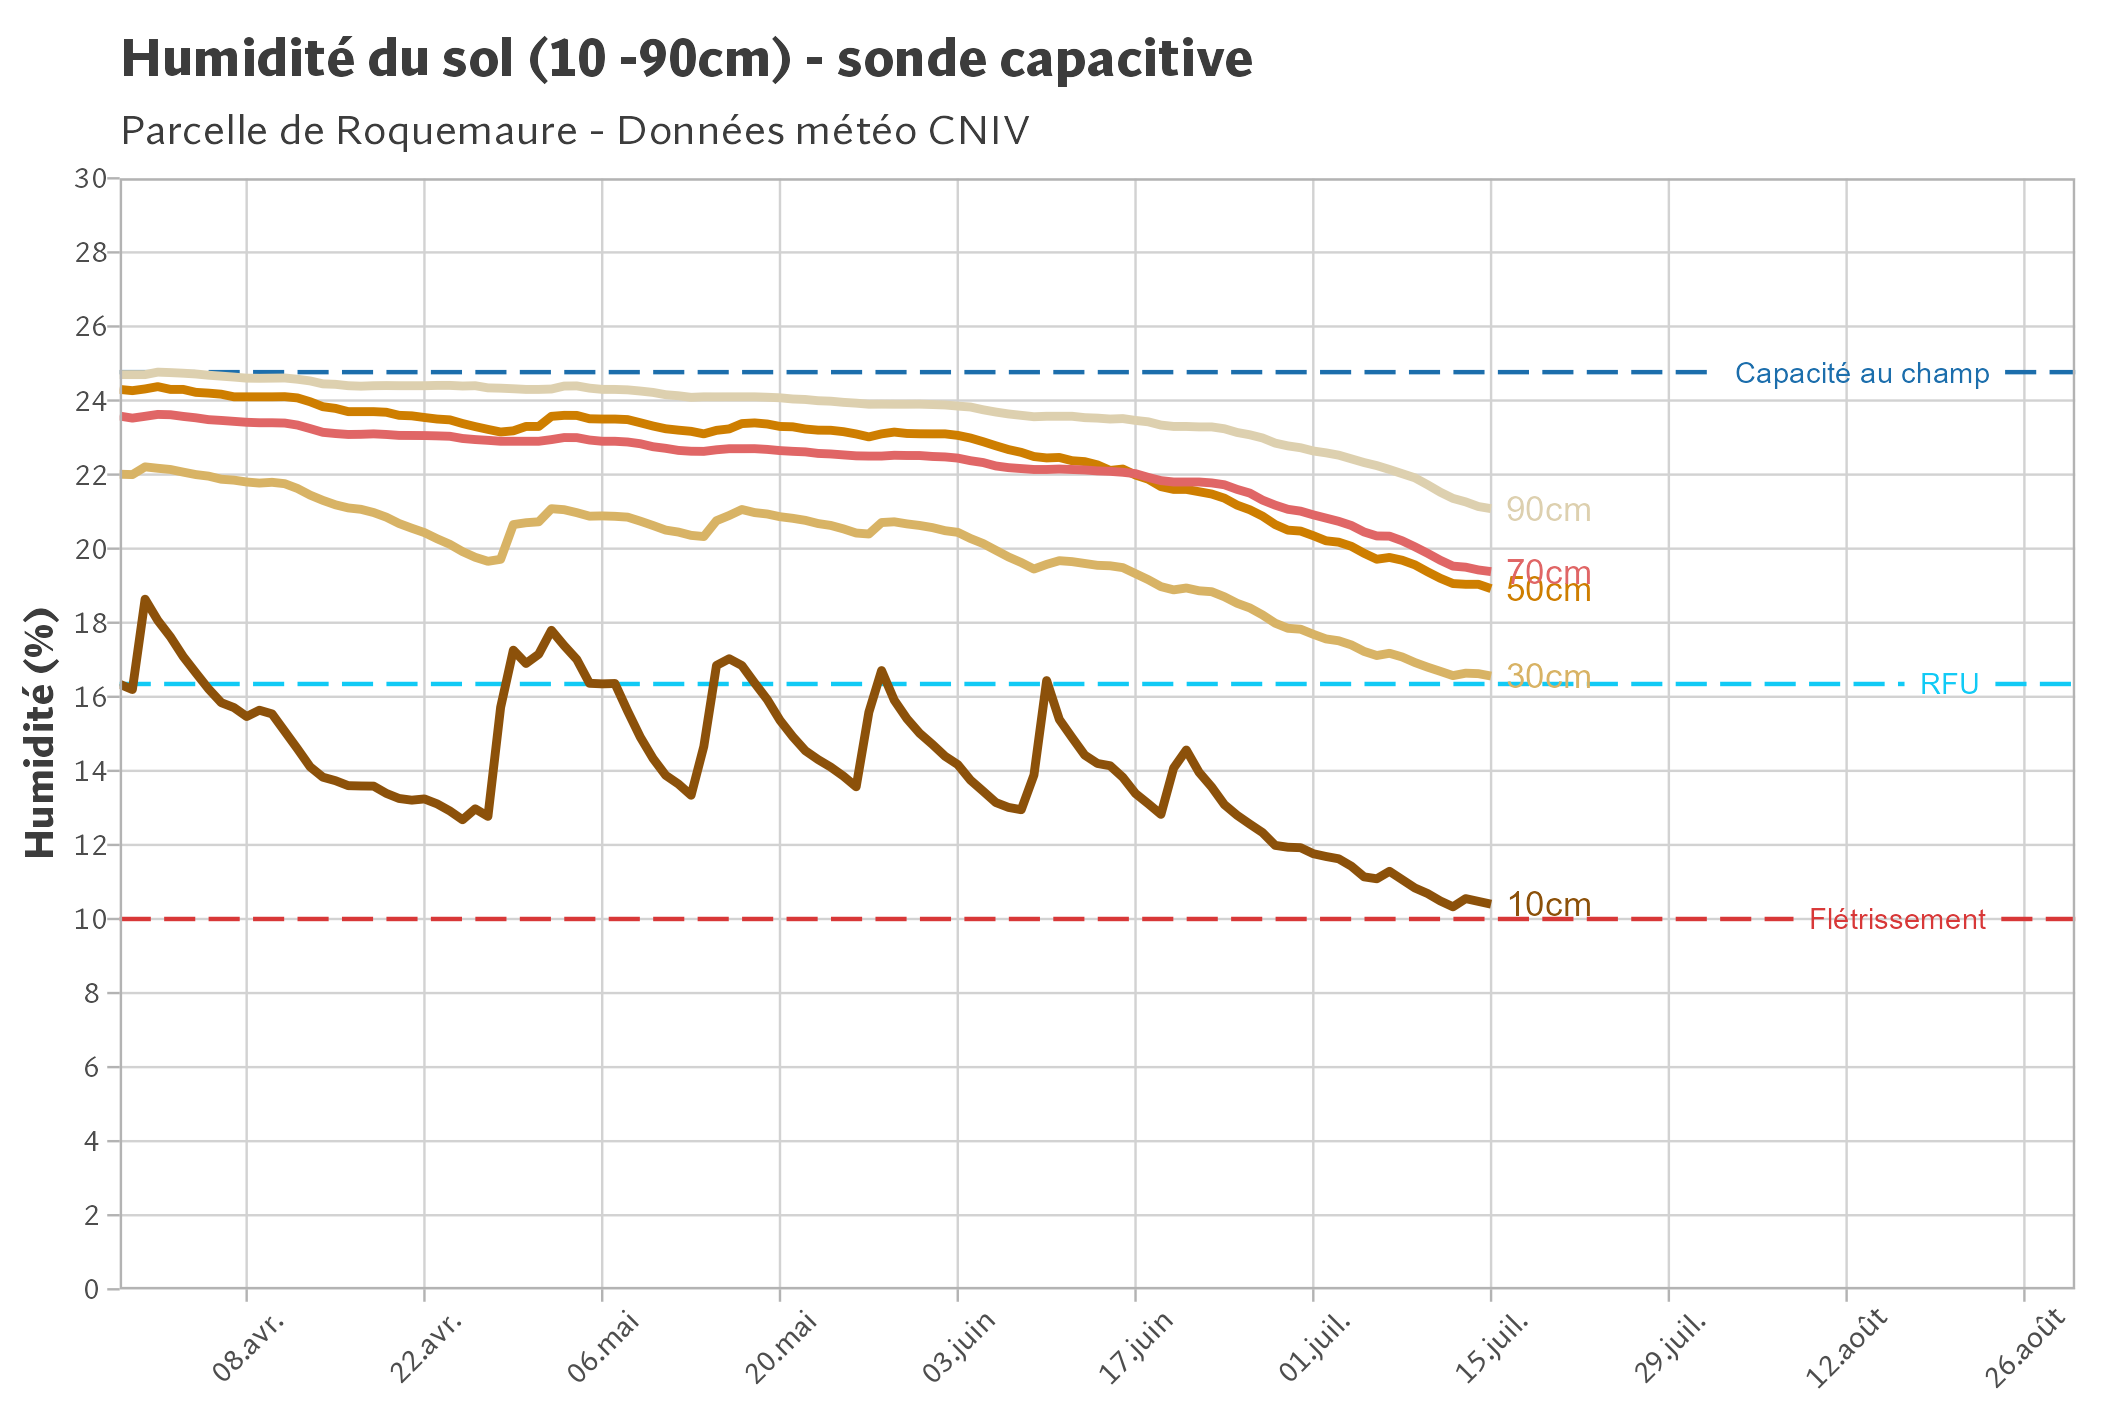 Humidité du sol (10 -90cm) - sonde capacitive
Parcelle de Roquemaure - Données météo CNIV
30
28
26
Capacité au champ
24
22
90cm
20
70cm
50cm
18
30cm
RFU
16
14
12
10cm
10
Flétrissement
8
6
4
2
0
Humidité (%)
08.avr.
22.avr.
06.mai
20.mai
03.juin
17.juin
01.juil.
15.juil.
29.juil.
12.août
26.août